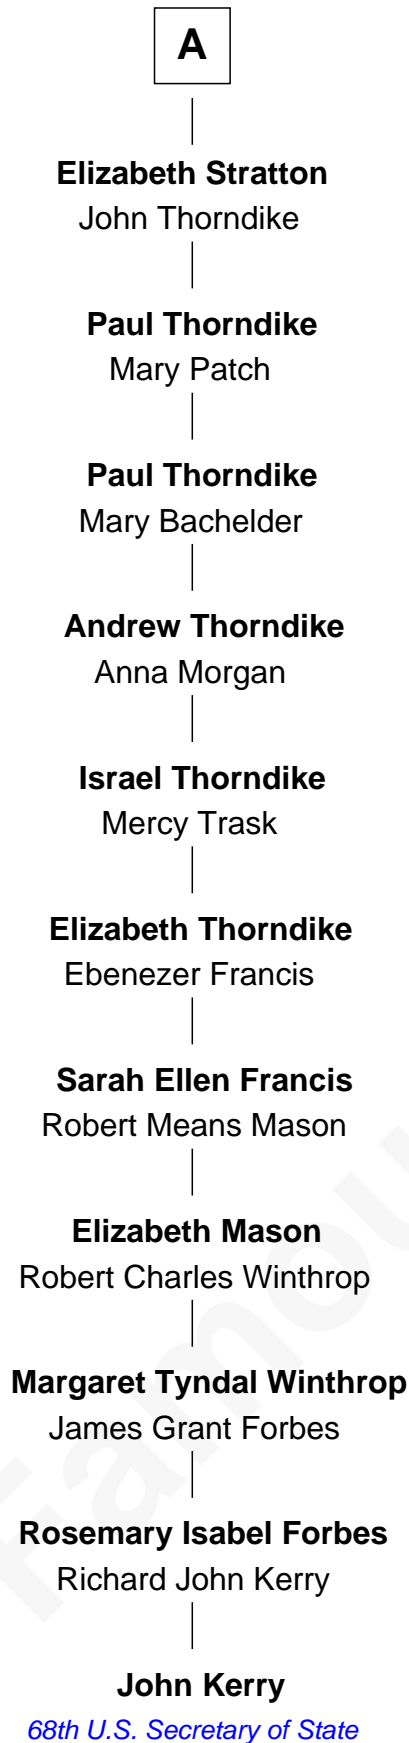 A
Elizabeth Stratton
John Thorndike
Paul Thorndike
Mary Patch
Paul Thorndike
Mary Bachelder
Andrew Thorndike
Anna Morgan
Israel Thorndike
Mercy Trask
Elizabeth Thorndike
Ebenezer Francis
Sarah Ellen Francis
Robert Means Mason
Elizabeth Mason
Robert Charles Winthrop
Margaret Tyndal Winthrop
James Grant Forbes
Rosemary Isabel Forbes
Richard John Kerry
John Kerry
68th U.S. Secretary of State
Famou